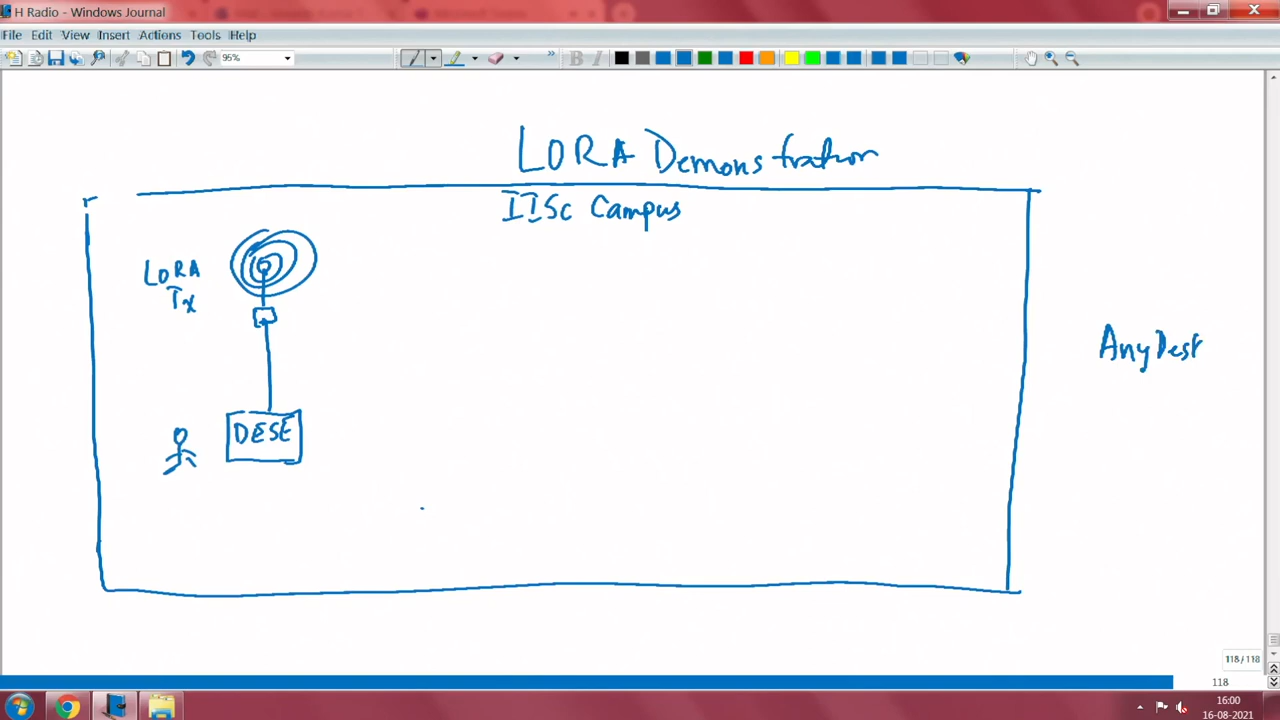 H Radio - Windows Journal
File Edit View Insert Actions Tools Help
95%
B I
LORA Demonstration
IISc Campus
LORA
Tx
DESE
AnyDesk
118/118
118
16:00
16-08-2021